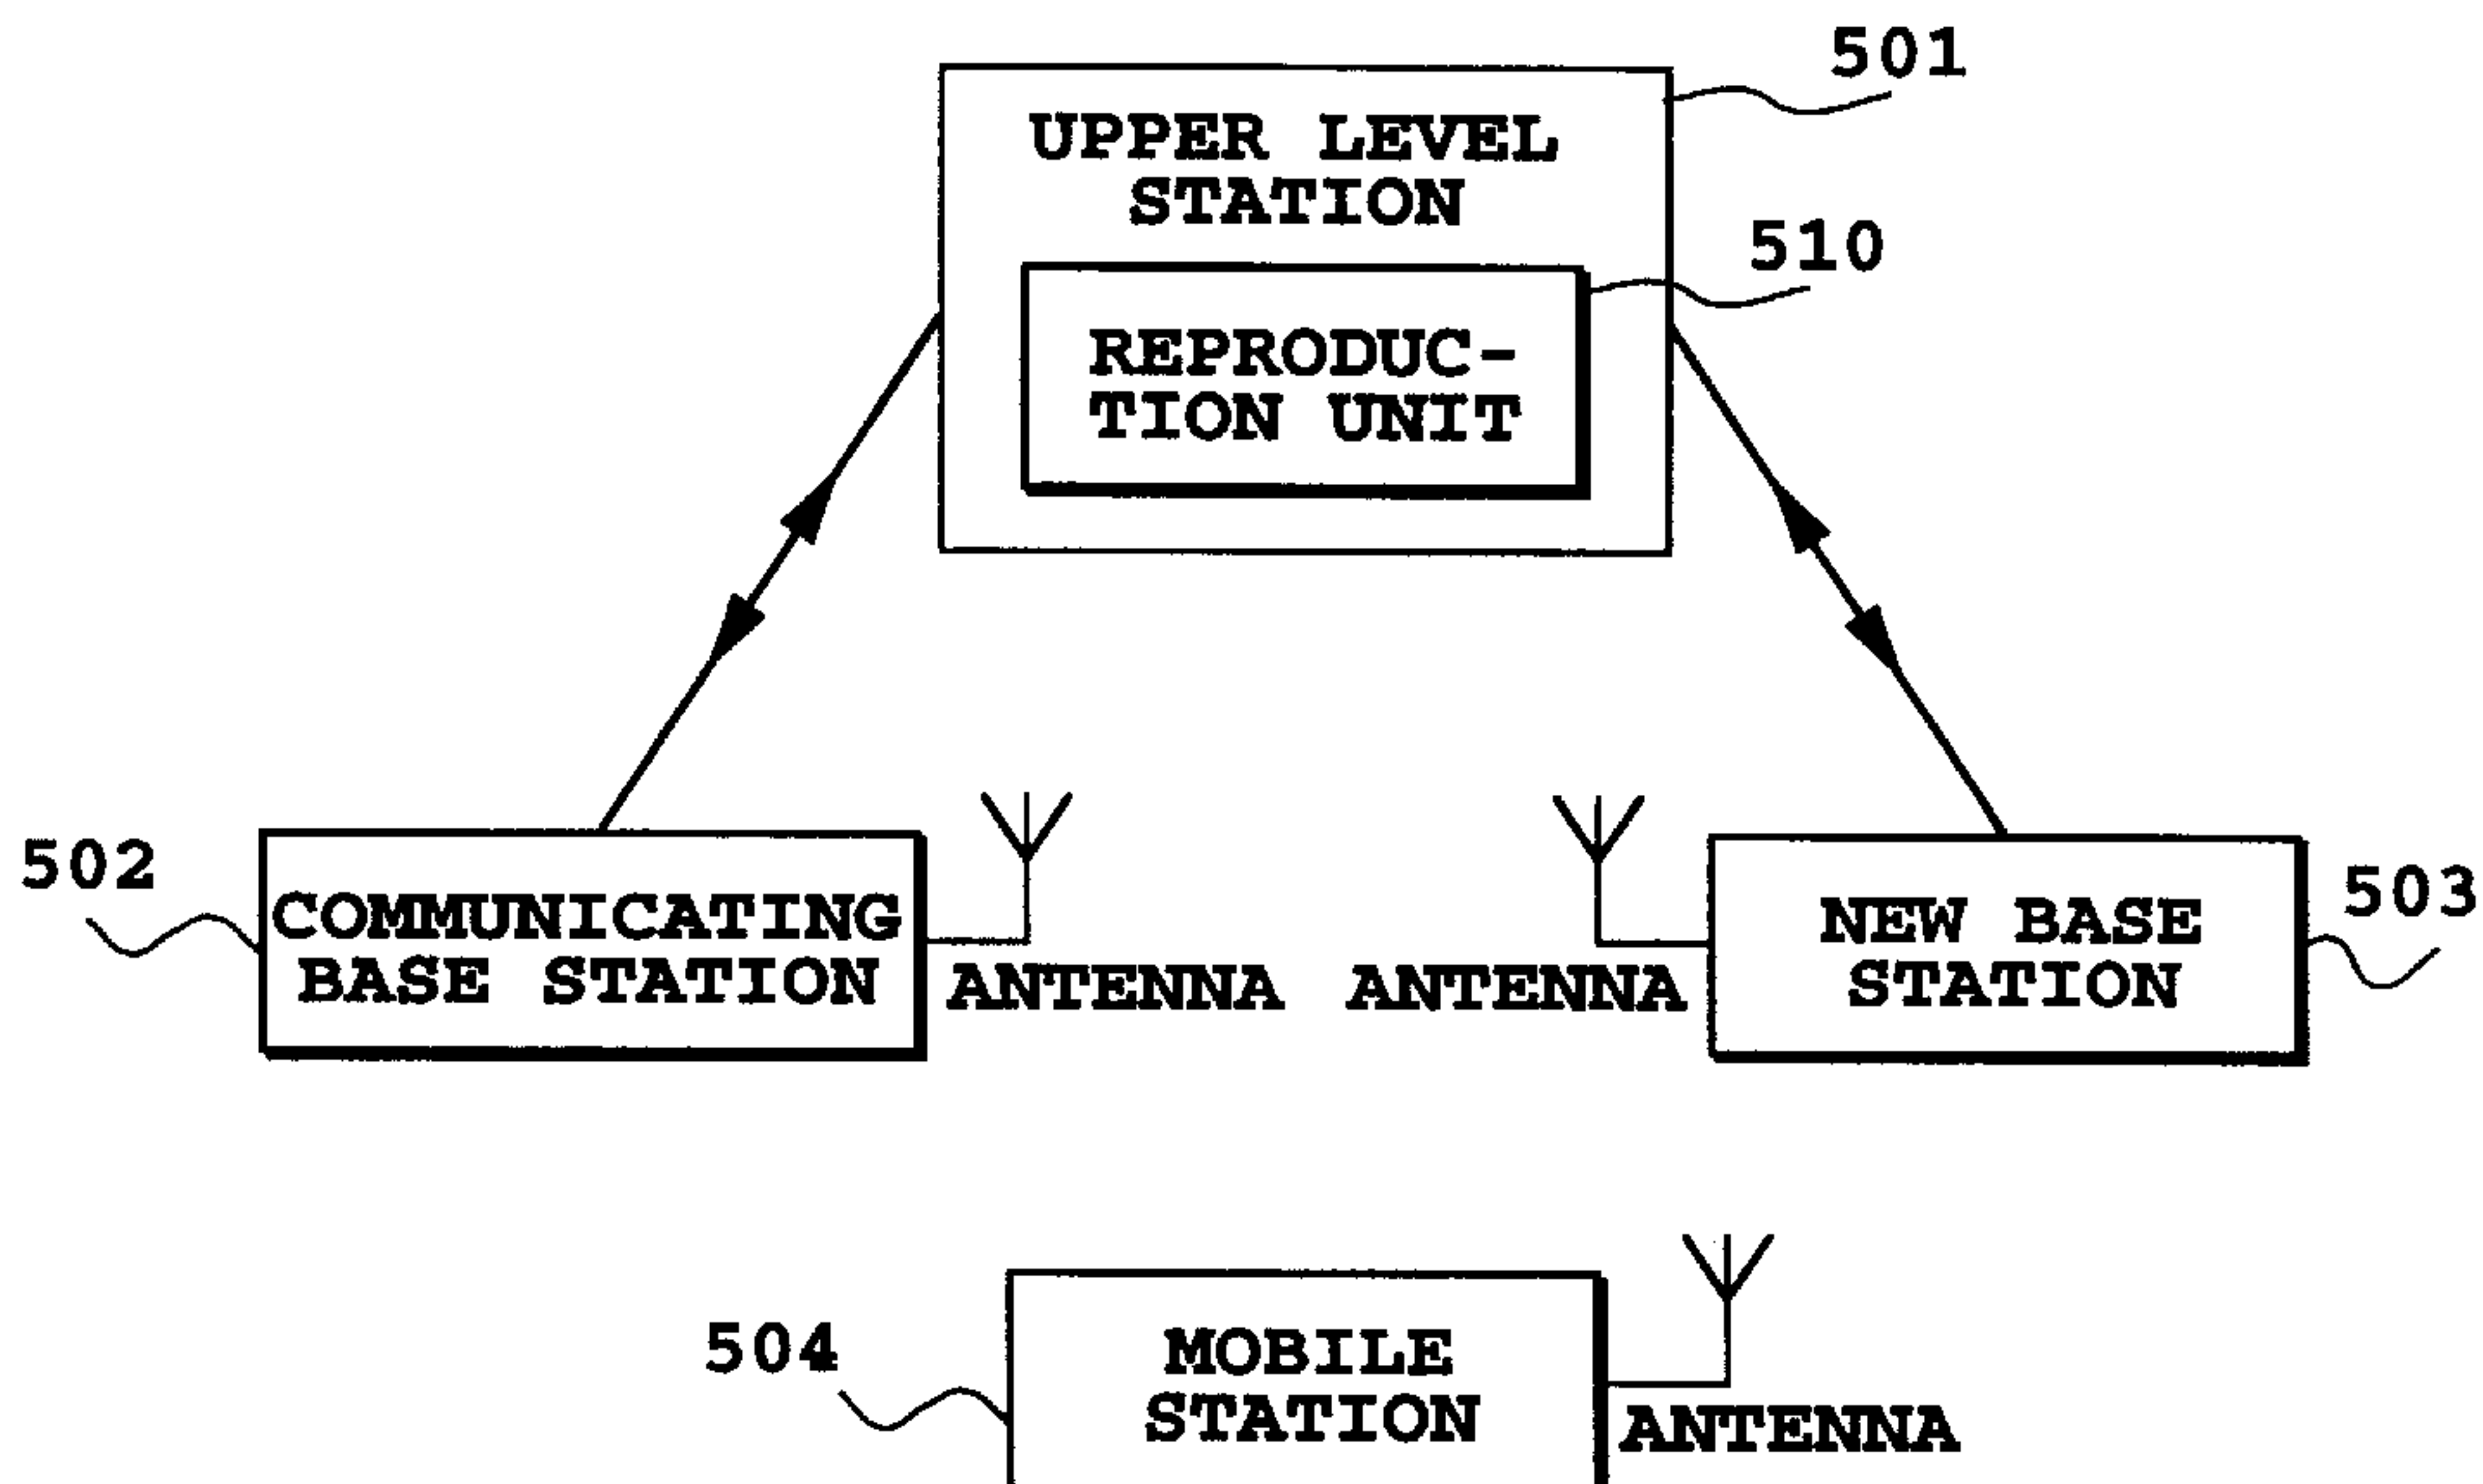 501
UPPER LEVEL
STATION
510
REPRODUC-
TION UNIT
502
COMMUNICATING
BASE STATION
ANTENNA
ANTENNA
NEW BASE
STATION
503
504
MOBILE
STATION
ANTENNA